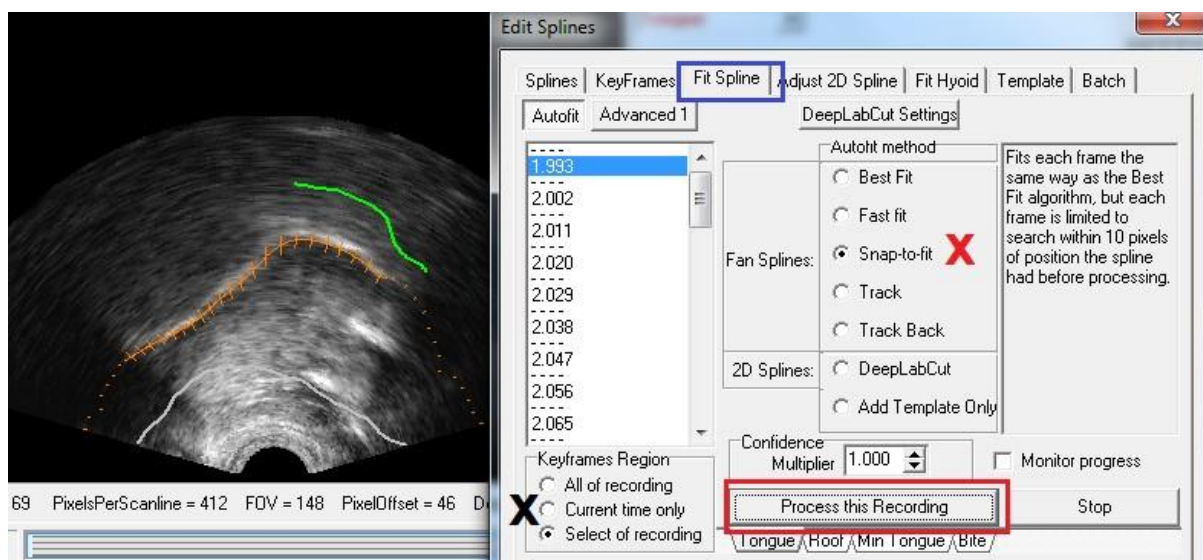 Edit Splines
Splines KeyFrames Fit Spline Adjust 2D Spline Fit Hyoid Template Batch
Autofit Advanced 1 DeepLabCut Settings
1.993
2.002
2.011
2.020
2.029
2.038
2.047
2.056
2.065
Fan Splines:
2D Splines:
Autofit method
Best Fit
Fast fit
Snap-to-fit X
Track
Track Back
DeepLabCut
Add Template Only
Fits each frame the
same way as the Best
Fit algorithm, but each
frame is limited to
search within 10 pixels
of position the spline
had before processing.
Keyframes Region
All of recording
X Current time only
Select of recording
Confidence
Multiplier 1.000
Monitor progress
Process this Recording Stop
Tongue Roof Min Tongue Bite
69 PixelsPerScanline = 412 FOV = 148 PixelOffset = 46